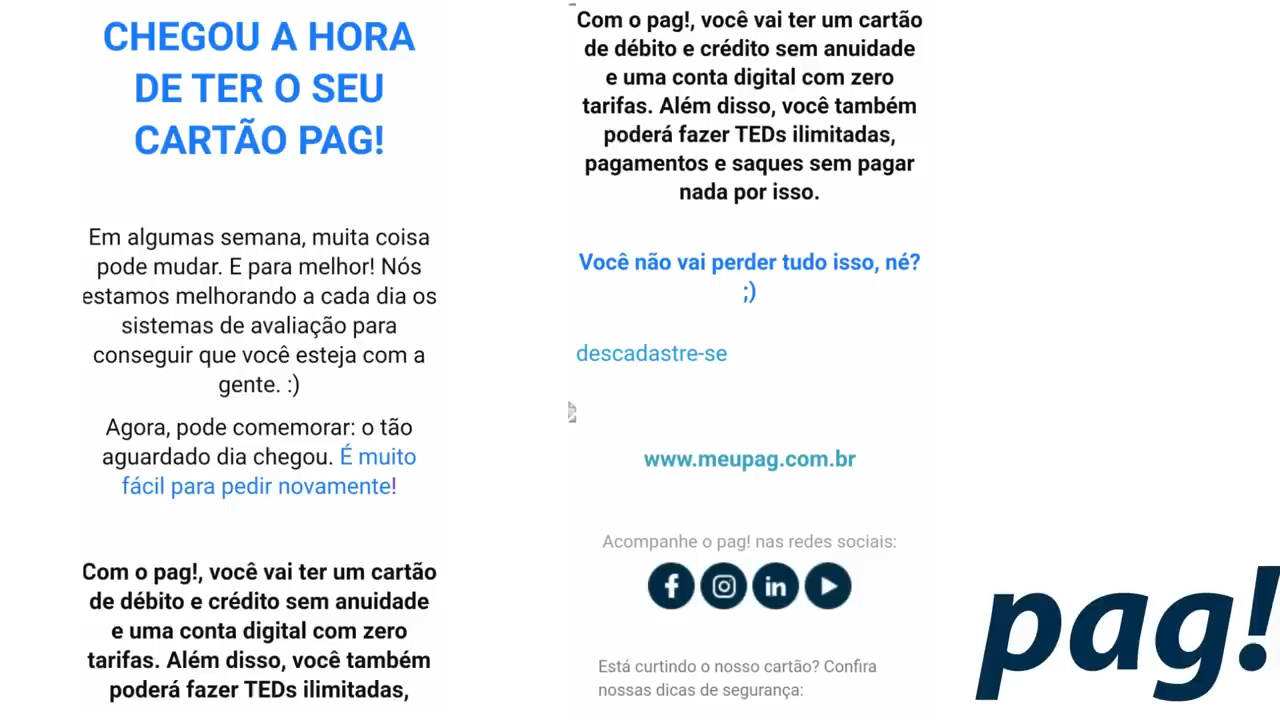 CHEGOU A HORA
DE TER O SEU
CARTÃO PAG!
Em algumas semana, muita coisa
pode mudar. E para melhor! Nós
estamos melhorando a cada dia os
sistemas de avaliação para
conseguir que você esteja com a
gente. :)
Agora, pode comemorar: o tão
aguardado dia chegou. É muito
fácil para pedir novamente!
Com o pag!, você vai ter um cartão
de débito e crédito sem anuidade
e uma conta digital com zero
tarifas. Além disso, você também
poderá fazer TEDs ilimitadas,
Com o pag!, você vai ter um cartão
de débito e crédito sem anuidade
e uma conta digital com zero
tarifas. Além disso, você também
poderá fazer TEDs ilimitadas,
pagamentos e saques sem pagar
nada por isso.
Você não vai perder tudo isso, né?
;)
descadastre-se
www.meupag.com.br
Acompanhe o pag! nas redes sociais:
Está curtindo o nosso cartão? Confira
nossas dicas de segurança:
pag!